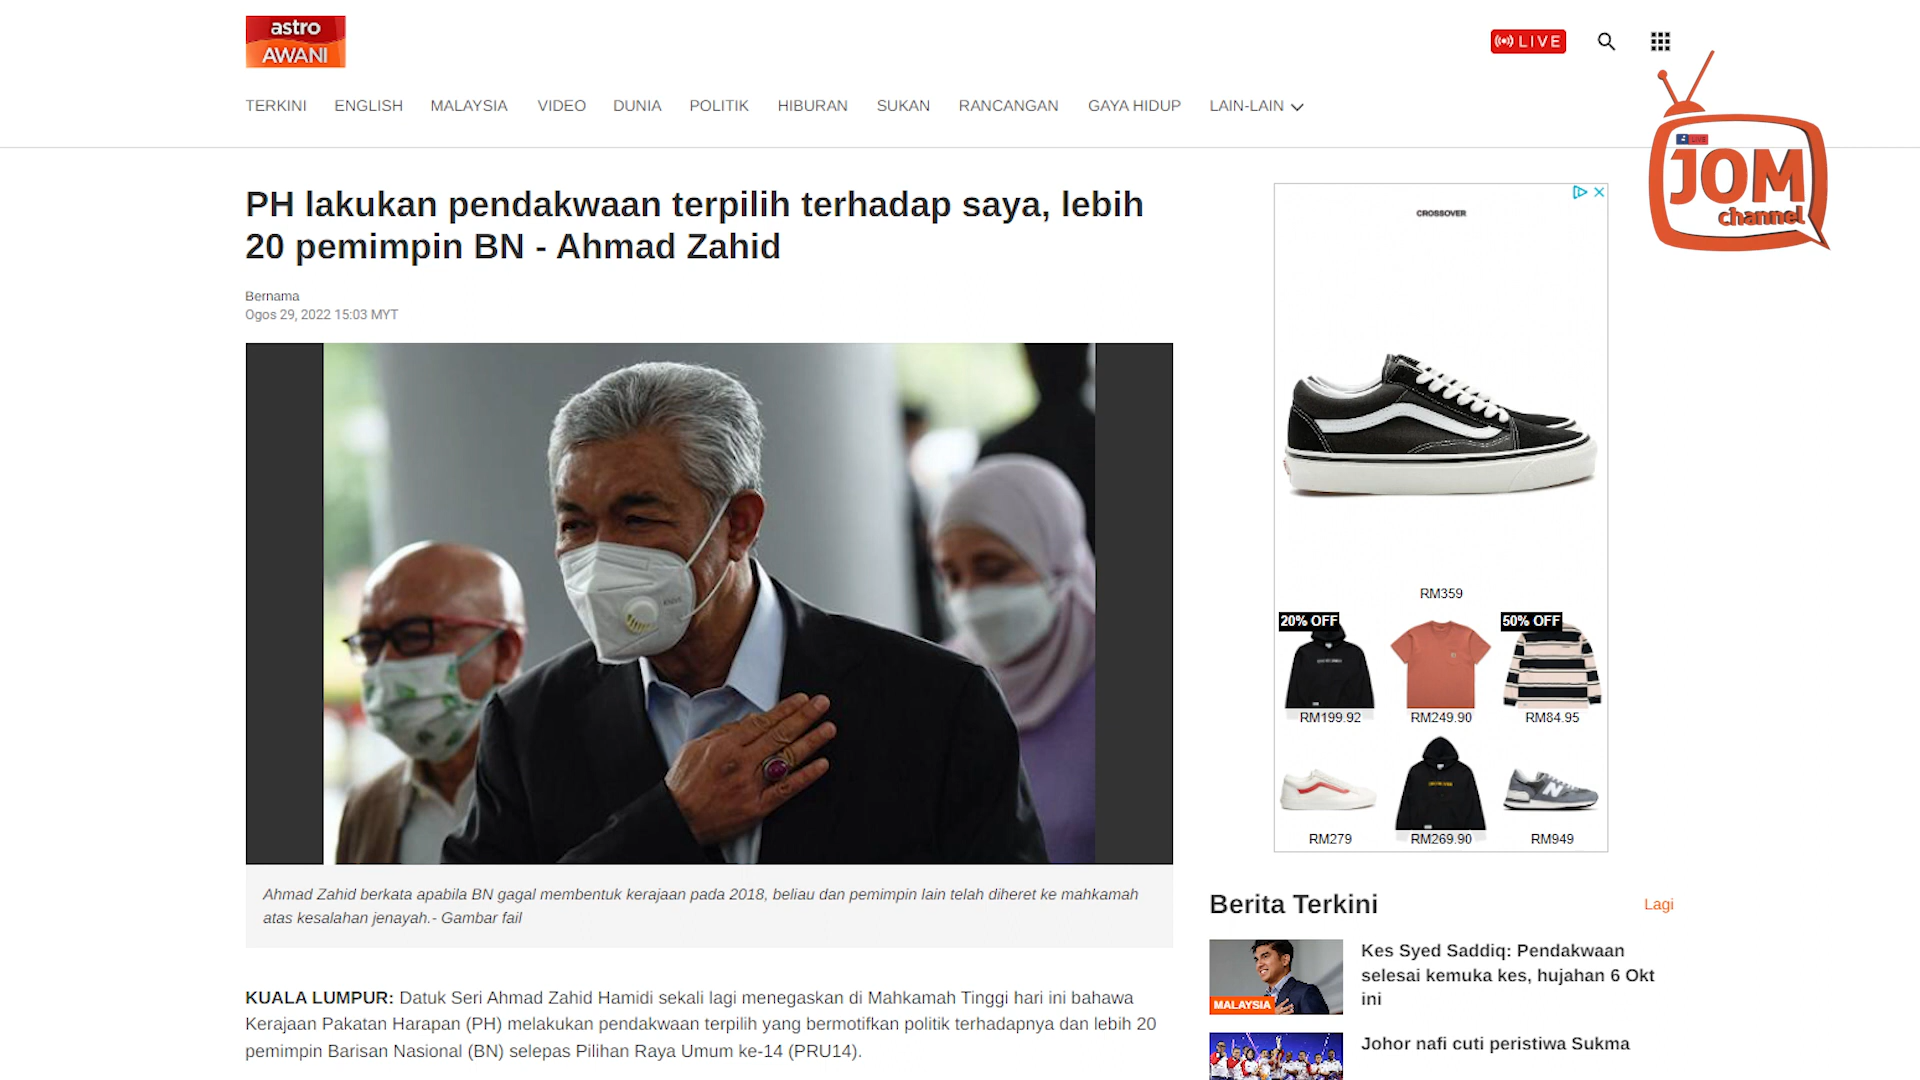 astro
AWANI
LIVE
TERKINI ENGLISH MALAYSIA VIDEO DUNIA POLITIK HIBURAN SUKAN RANCANGAN GAYA HIDUP LAIN-LAIN
LIVE
JOM
channel
PH lakukan pendakwaan terpilih terhadap saya, lebih
20 pemimpin BN - Ahmad Zahid
Bernama
Ogos 29, 2022 15:03 MYT
Ahmad Zahid berkata apabila BN gagal membentuk kerajaan pada 2018, beliau dan pemimpin lain telah diheret ke mahkamah
atas kesalahan jenayah.- Gambar fail
KUALA LUMPUR: Datuk Seri Ahmad Zahid Hamidi sekali lagi menegaskan di Mahkamah Tinggi hari ini bahawa
Kerajaan Pakatan Harapan (PH) melakukan pendakwaan terpilih yang bermotifkan politik terhadapnya dan lebih 20
pemimpin Barisan Nasional (BN) selepas Pilihan Raya Umum ke-14 (PRU14).
CROSSOVER
RM359
20% OFF
50% OFF
RM199.92 RM249.90 RM84.95
N
RM279 RM269.90 RM949
Berita Terkini
Lagi
MALAYSIA
Kes Syed Saddiq: Pendakwaan
selesai kemuka kes, hujahan 6 Okt
ini
Johor nafi cuti peristiwa Sukma